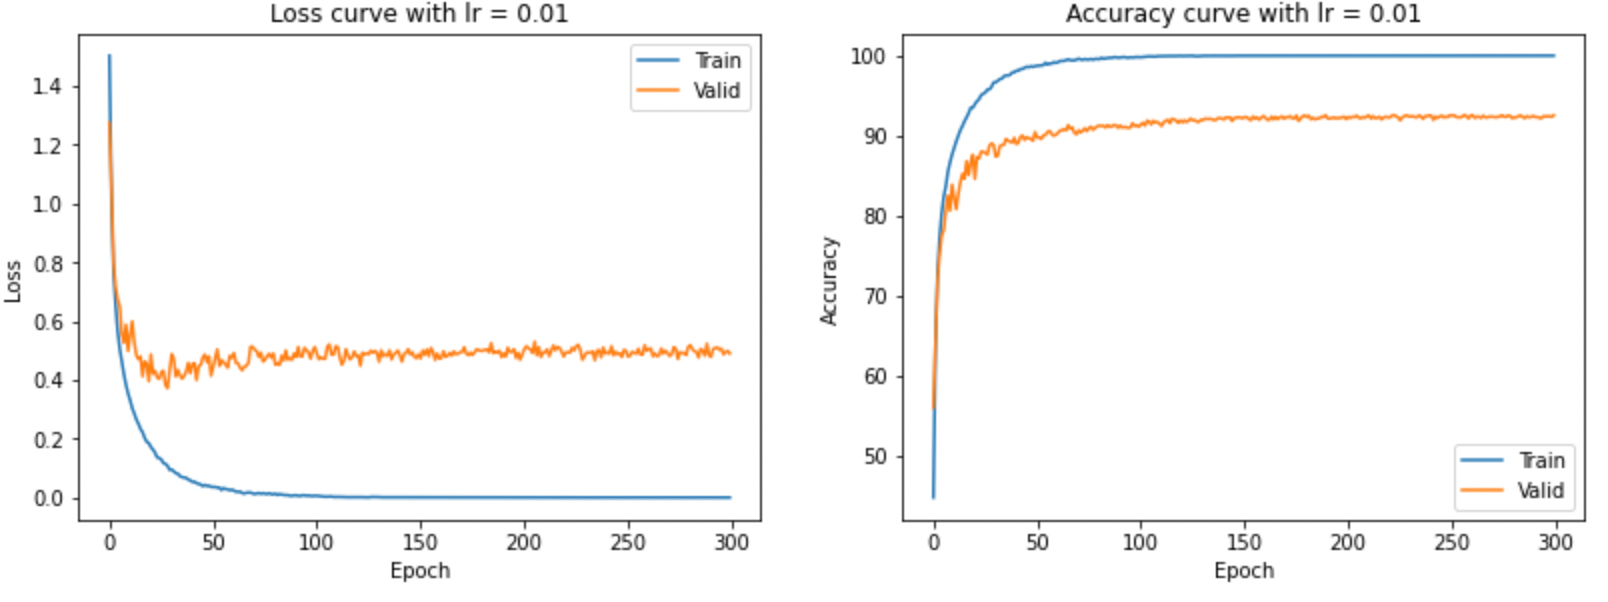 Loss curve with lr = 0.01
Train
Valid
1.4
1.2
1.0
0.8
0.6
0.4
0.2
0.0
Loss
0
50
100
150
200
250
300
Epoch
Accuracy curve with lr = 0.01
100
90
80
70
60
50
Accuracy
Train
Valid
0
50
100
150
200
250
300
Epoch